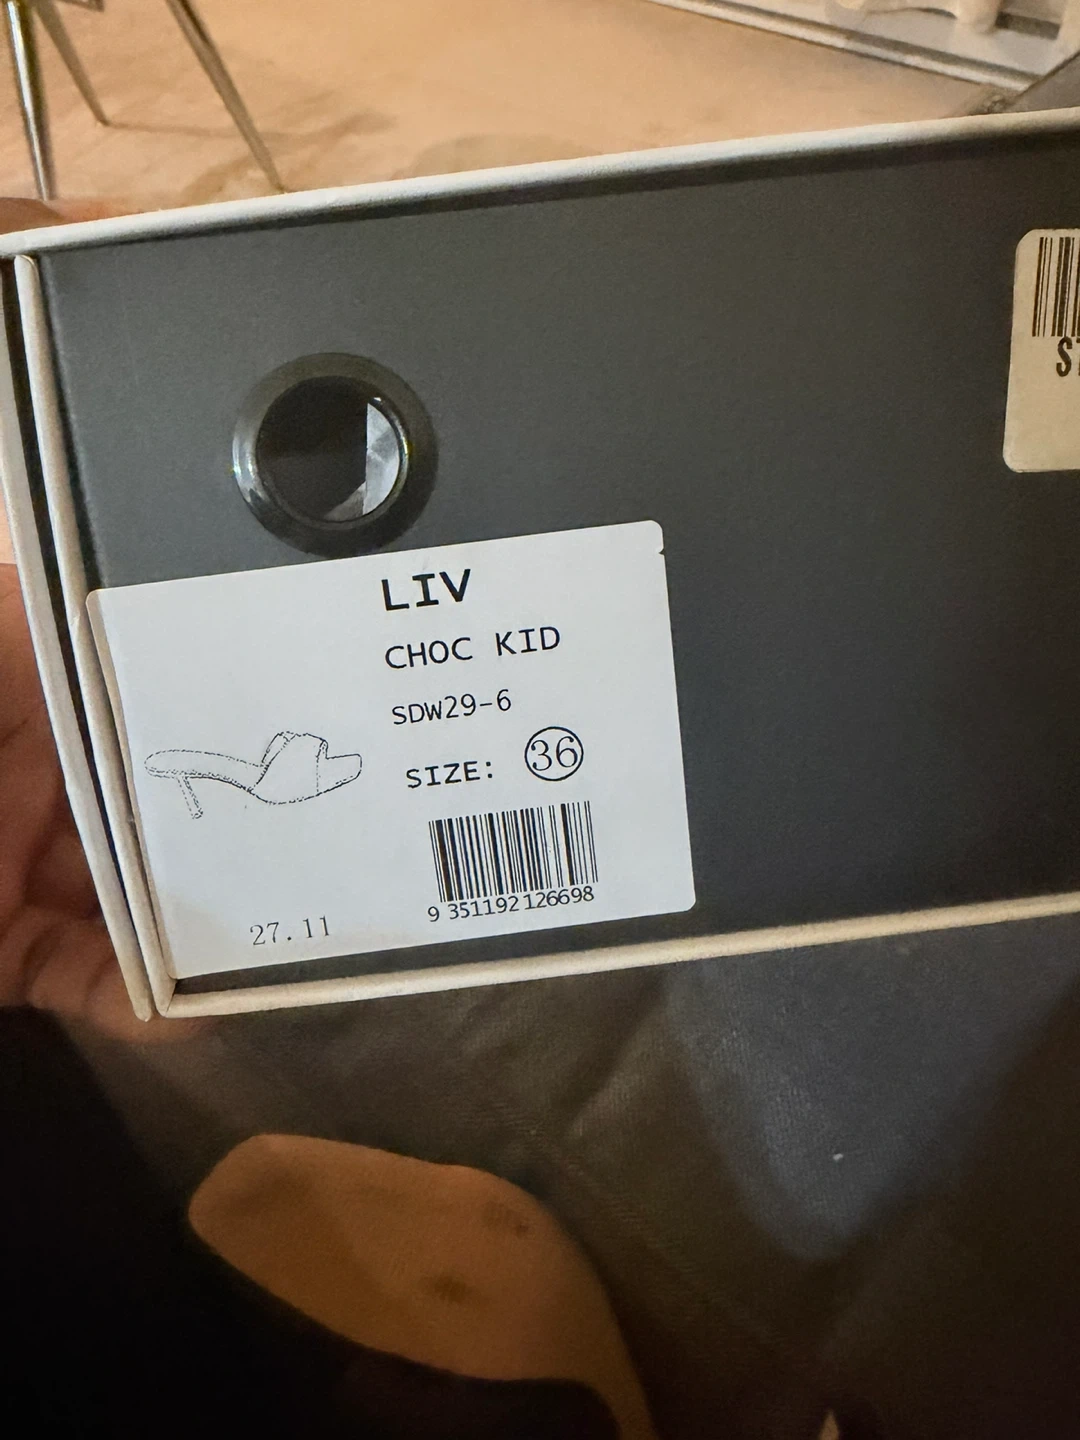 LIV
CHOC KID
SDW29-6
SIZE: 36
9 351192 126698
27.11